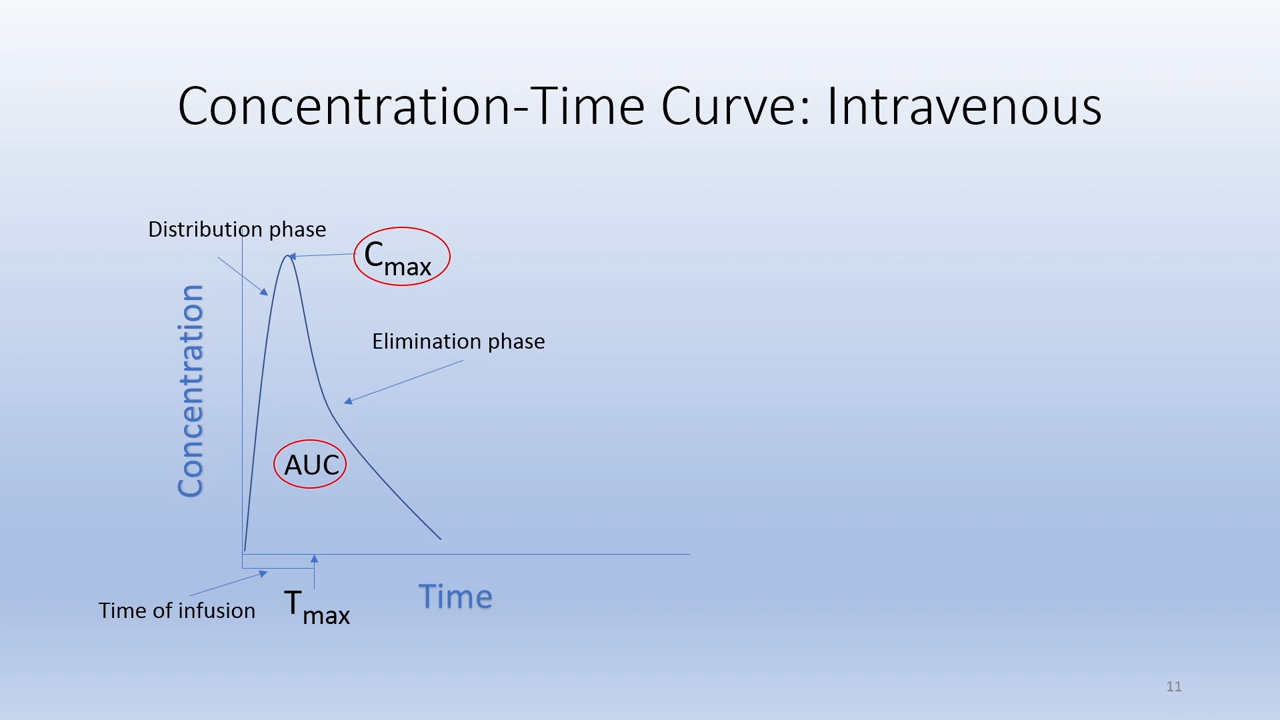 Concentration-Time Curve: Intravenous
Distribution phase
Cmax
Concentration
Elimination phase
AUC
Time of infusion
Tmax
Time
11